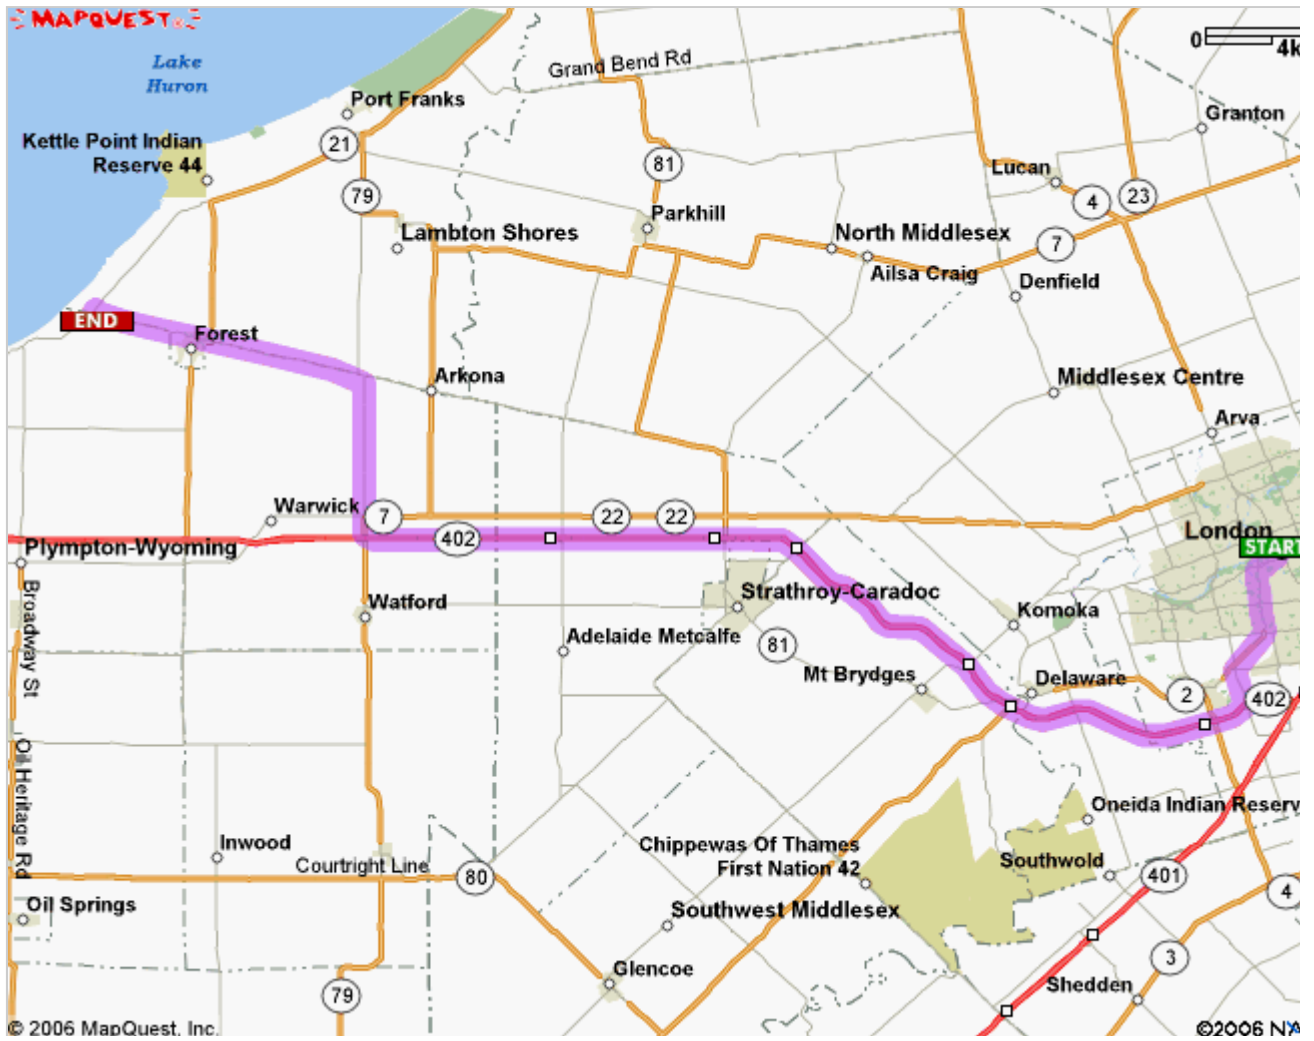 MAPQUEST
Lake
Huron
0
4k
Grand Bend Rd
Port Franks
Granton
Kettle Point Indian
Reserve 44
21
81
Lucan
79
4
23
Parkhill
Lambton Shores
North Middlesex
7
Ailsa Craig
Denfield
END
Forest
Arkona
Middlesex Centre
Arva
Warwick
7
22
22
402
London
START
Plympton-Wyoming
Broadway St
Watford
Strathroy-Caradoc
Komoka
Adelaide Metcalfe
81
Mt Brydges
Delaware
2
402
Oil Heritage Rd
Oneida Indian Reserv
Inwood
Courtright Line
80
Chippewas Of Thames
First Nation 42
Southwold
401
4
Oil Springs
Southwest Middlesex
3
Glencoe
79
Shedden
© 2006 MapQuest, Inc.
©2006 NA